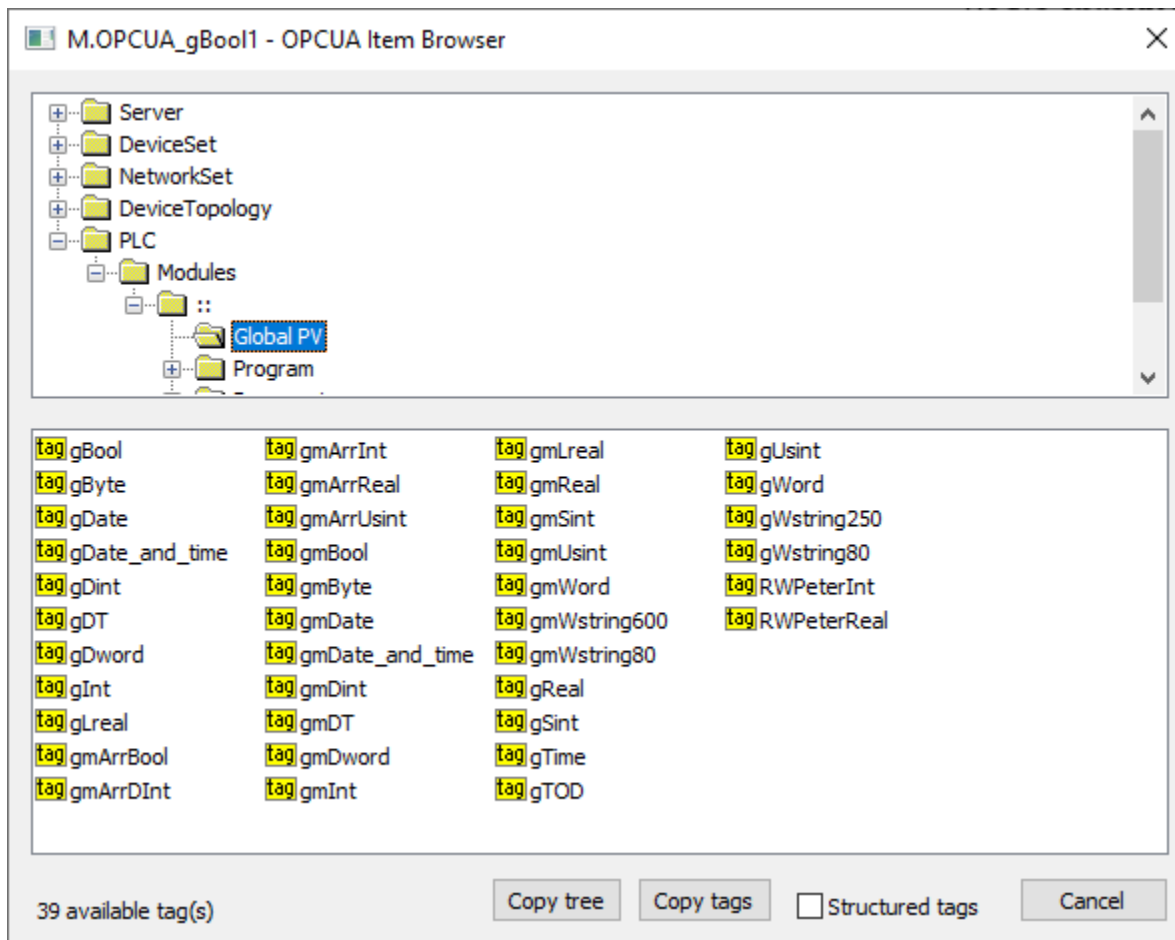 M.OPCUA_gBool1 - OPCUA Item Browser
Server
DeviceSet
NetworkSet
DeviceTopology
PLC
Modules
::
Global PV
Program
tag gBool tag gmArrInt tag gmLreal tag gUsint
tag gByte tag gmArrReal tag gmReal tag gWord
tag gDate tag gmArrUsint tag gmSint tag gWstring250
tag gDate_and_time tag gmBool tag gmUsint tag gWstring80
tag gDint tag gmByte tag gmWord tag RWPeterInt
tag gDT tag gmDate tag gmWstring600 tag RWPeterReal
tag gDword tag gmDate_and_time tag gmWstring80
tag gInt tag gmDint tag gReal
tag gLreal tag gmDT tag gSint
tag gmArrBool tag gmDword tag gTime
tag gmArrDInt tag gmInt tag gTOD
39 available tag(s) Copy tree Copy tags Structured tags Cancel